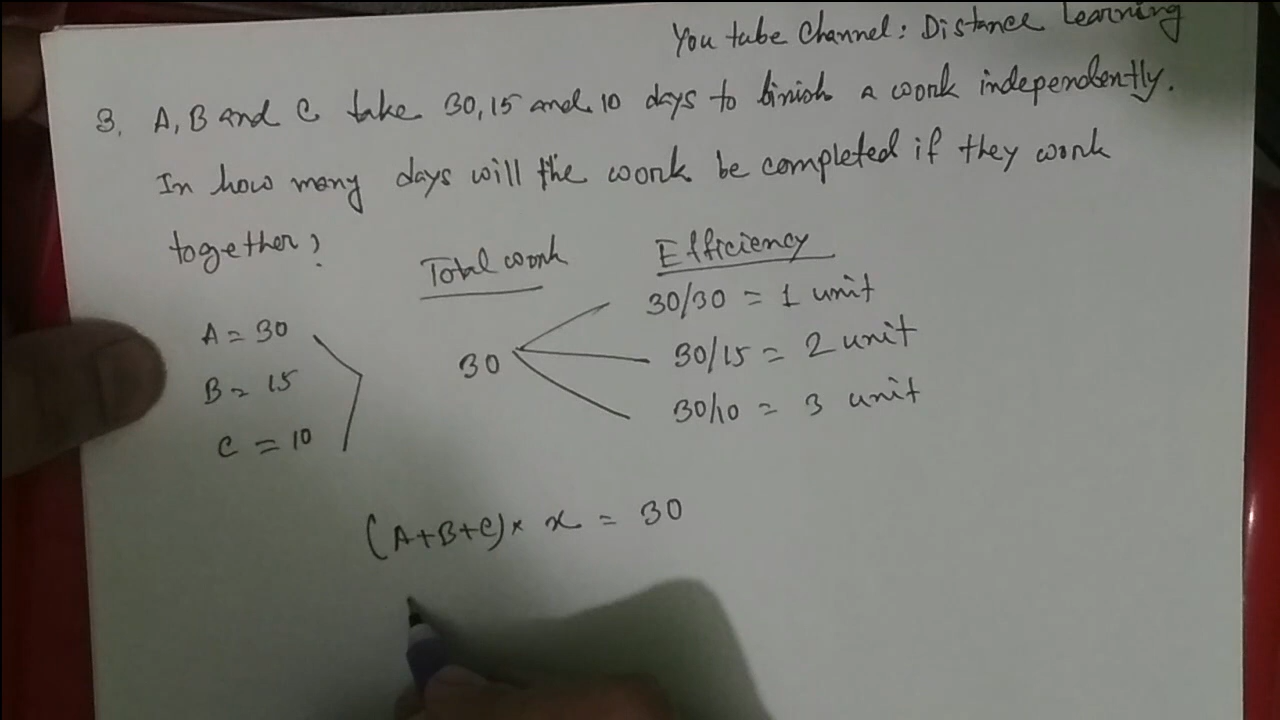 You tube Channel: Distance Learning
3. A, B and C take 30, 15 and 10 days to finish a work independently.
In how many days will the work be completed if they work
together?
Total work
Efficiency
A = 30
B = 15
C = 10
30
30/30 = 1 unit
30/15 = 2 unit
30/10 = 3 unit
(A+B+C) × x = 30